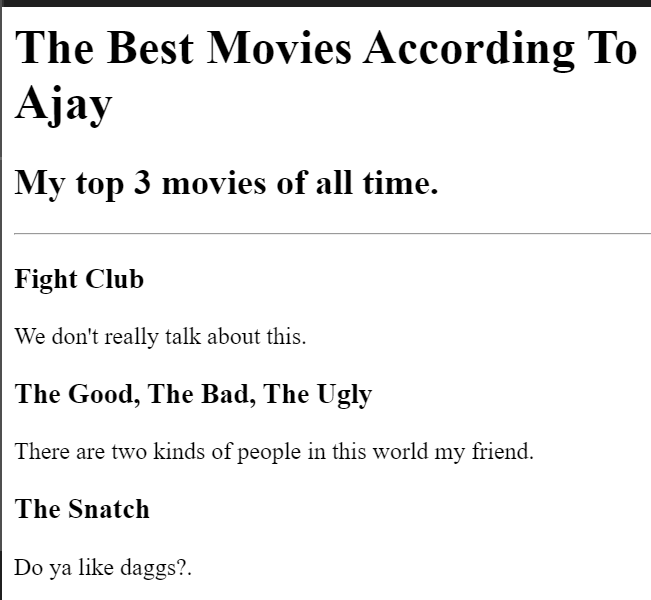 The Best Movies According To
Ajay
My top 3 movies of all time.
Fight Club
We don't really talk about this.
The Good, The Bad, The Ugly
There are two kinds of people in this world my friend.
The Snatch
Do ya like daggs?.